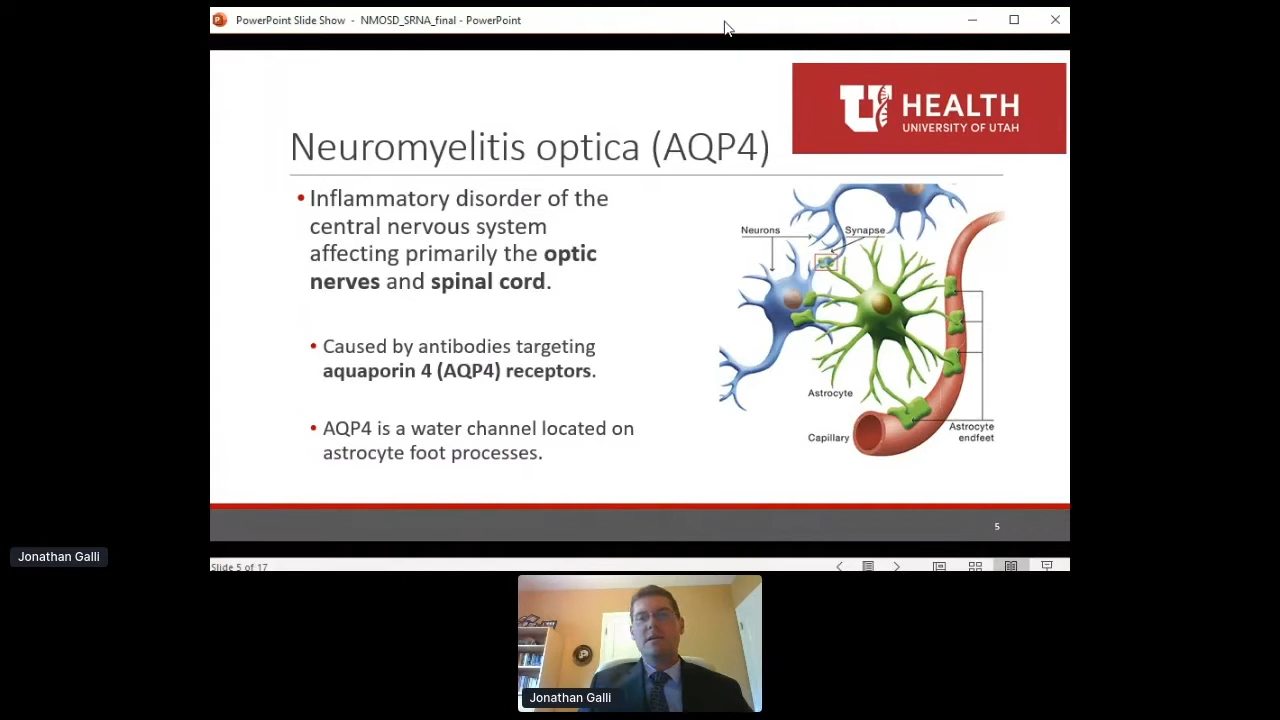 PowerPoint Slide Show - NMOSD_SRNA_final - PowerPoint
U HEALTH
UNIVERSITY OF UTAH
Neuromyelitis optica (AQP4)
• Inflammatory disorder of the
central nervous system
affecting primarily the optic
nerves and spinal cord.
• Caused by antibodies targeting
aquaporin 4 (AQP4) receptors.
• AQP4 is a water channel located on
astrocyte foot processes.
Neurons
Synapse
Astrocyte
Capillary
Astrocyte
endfeet
5
Slide 5 of 17
Jonathan Galli
Jonathan Galli